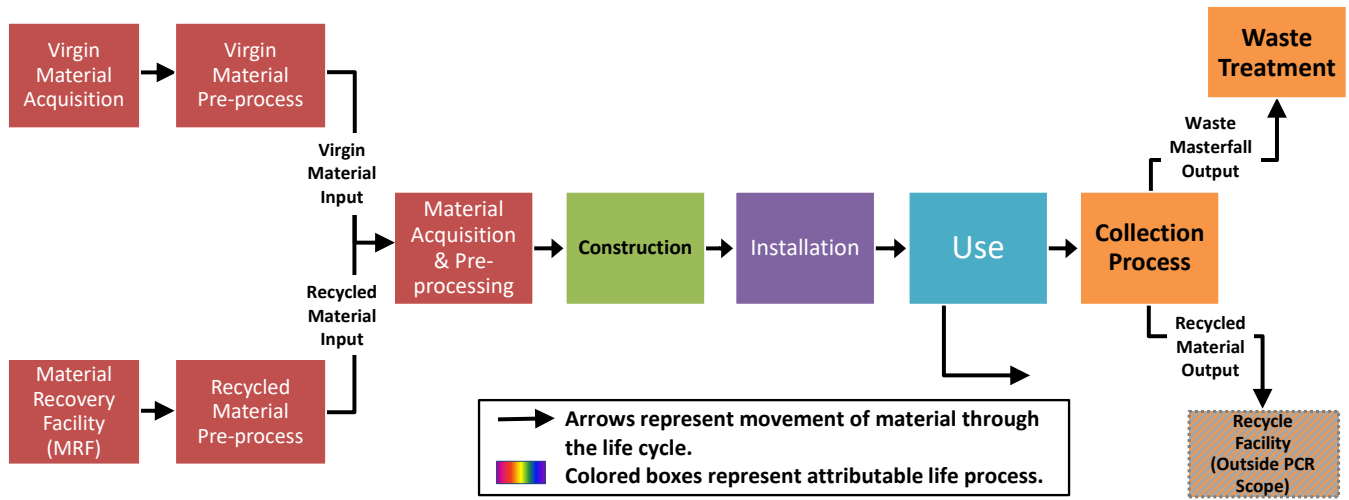 Virgin
Material
Acquisition
Virgin
Material
Pre-process
Waste
Treatment
Virgin
Material
Input
Waste
Masterfall
Output
Material
Acquisition
& Pre-
processing
Construction
Installation
Use
Collection
Process
Recycled
Material
Input
Recycled
Material
Output
Material
Recovery
Facility
(MRF)
Recycled
Material
Pre-process
Arrows represent movement of material through
the life cycle.
Colored boxes represent attributable life process.
Recycle
Facility
(Outside PCR
Scope)